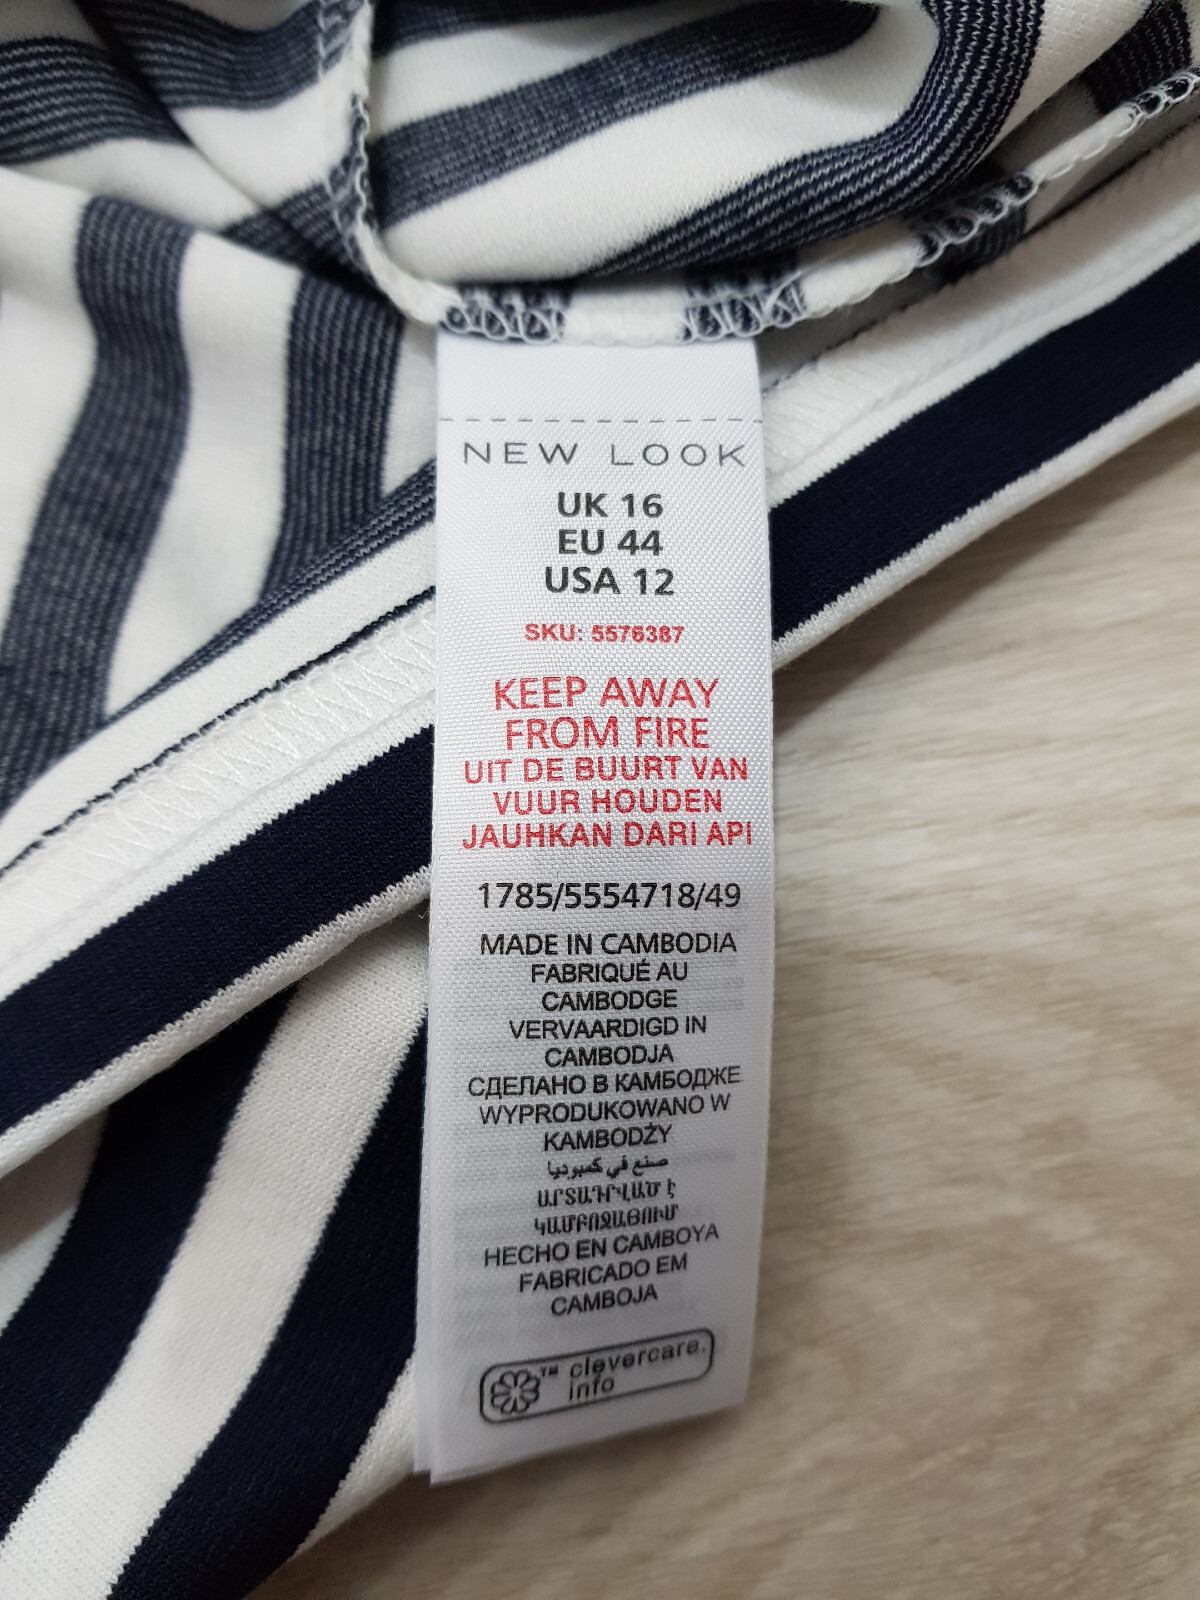 NEW LOOK
UK 16
EU 44
USA 12
SKU: 5576387
KEEP AWAY
FROM FIRE
UIT DE BUURT VAN
VUUR HOUDEN
JAUHKAN DARI API
1785/5554718/49
MADE IN CAMBODIA
FABRIQUÉ AU
CAMBODGE
VERVAARDIGD IN
CAMBODJA
СДЕЛАНО В КАМБОДЖЕ
WYPRODUKOWANO W
KAMBODŻY
صنع في كمبوديا
ԱՐՏԱԴՐՎԱԾ է
ԿԱՄԲՈՋԱՅՈՒՄ
HECHO EN CAMBOYA
FABRICADO EM
CAMBOJA
™ clevercare.
info